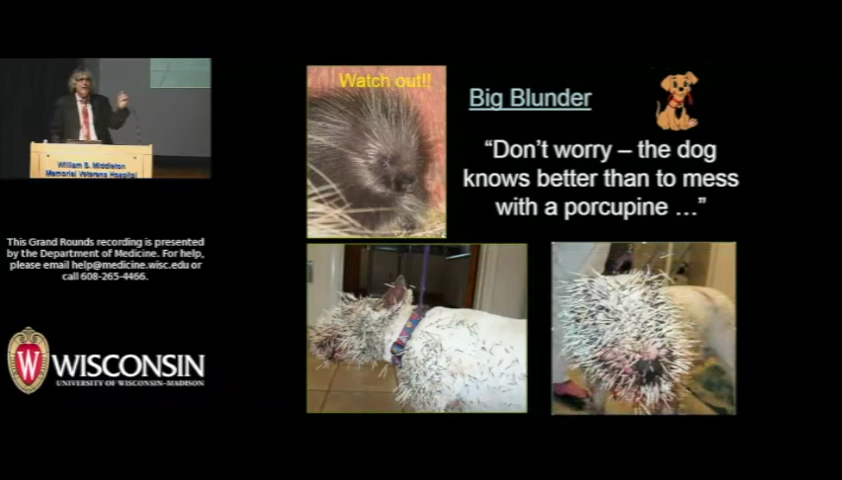 William S. Middleton
Memorial Veterans Hospital
This Grand Rounds recording is presented
by the Department of Medicine. For help,
please email help@medicine.wisc.edu or
call 608-265-4466.
W
WISCONSIN
UNIVERSITY OF WISCONSIN–MADISON
Watch out!!
Big Blunder
“Don’t worry – the dog
knows better than to mess
with a porcupine …”